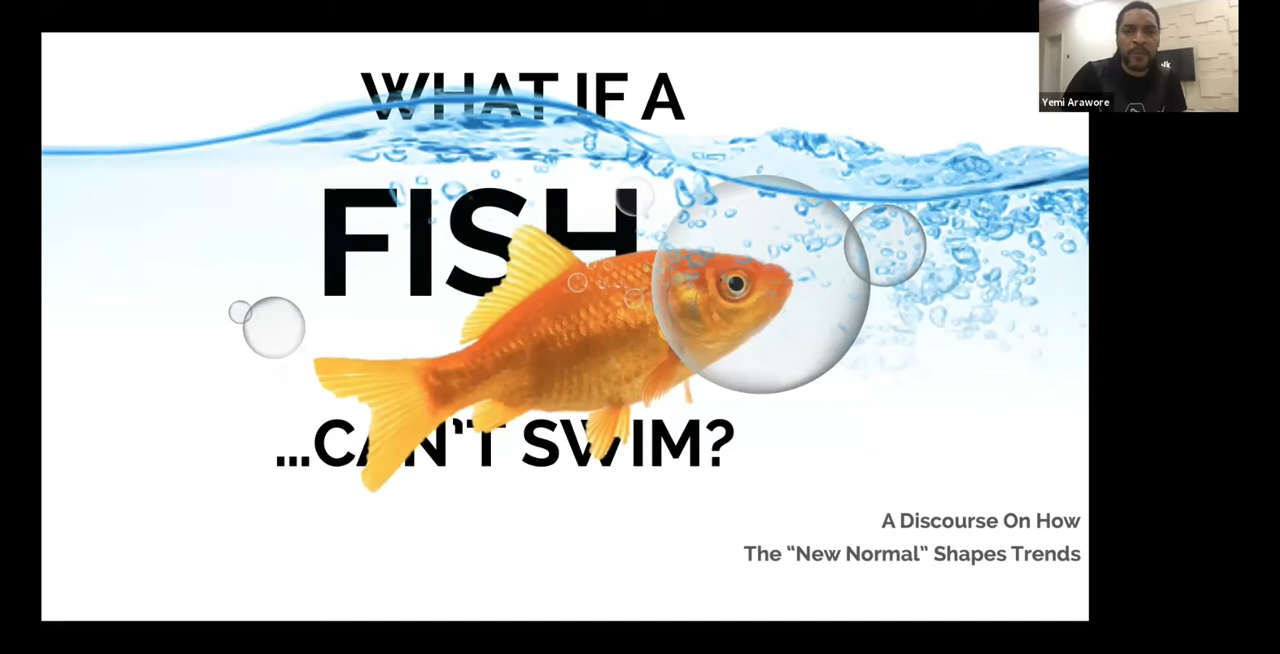 WHAT IF A
FISH
...CAN'T SWIM?
A Discourse On How
The “New Normal” Shapes Trends
Yemi Arawore